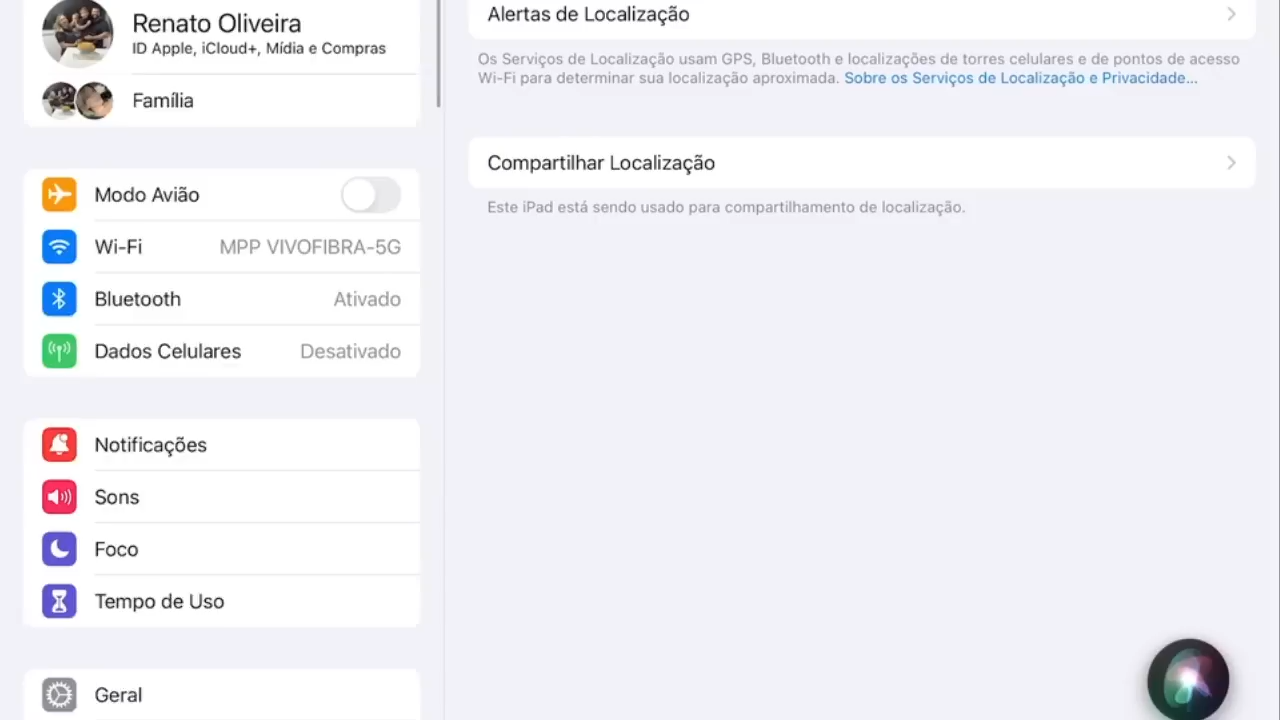 Renato Oliveira
ID Apple, iCloud+, Mídia e Compras
Família
Modo Avião
Wi-Fi MPP VIVOFIBRA-5G
Bluetooth Ativado
Dados Celulares Desativado
Notificações
Sons
Foco
Tempo de Uso
Geral
Alertas de Localização
Os Serviços de Localização usam GPS, Bluetooth e localizações de torres celulares e de pontos de acesso
Wi-Fi para determinar sua localização aproximada. Sobre os Serviços de Localização e Privacidade...
Compartilhar Localização
Este iPad está sendo usado para compartilhamento de localização.